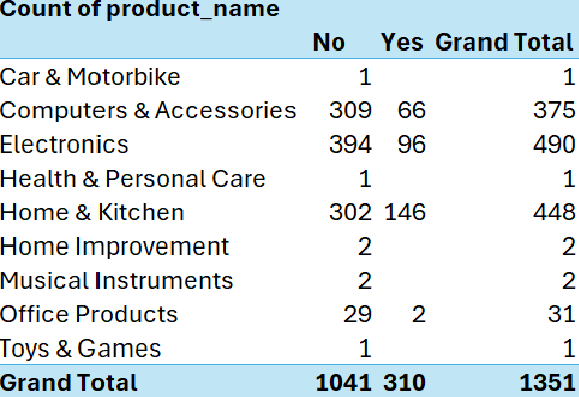 Count of product_name
No Yes Grand Total
Car & Motorbike 1 1
Computers & Accessories 309 66 375
Electronics 394 96 490
Health & Personal Care 1 1
Home & Kitchen 302 146 448
Home Improvement 2 2
Musical Instruments 2 2
Office Products 29 2 31
Toys & Games 1 1
Grand Total 1041 310 1351